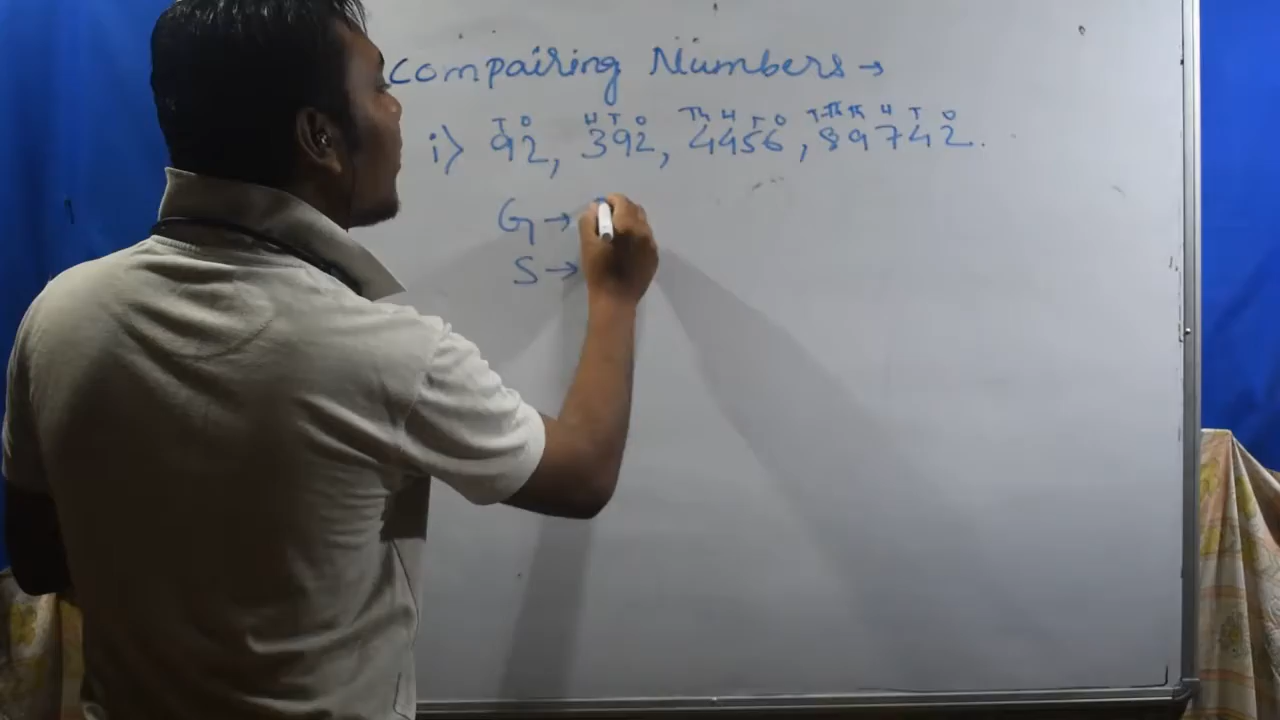 Compairing Numbers →
T O H T O Th H T O T-Th Th H T O
i) 92, 392, 4456, 89742.
G →
S →